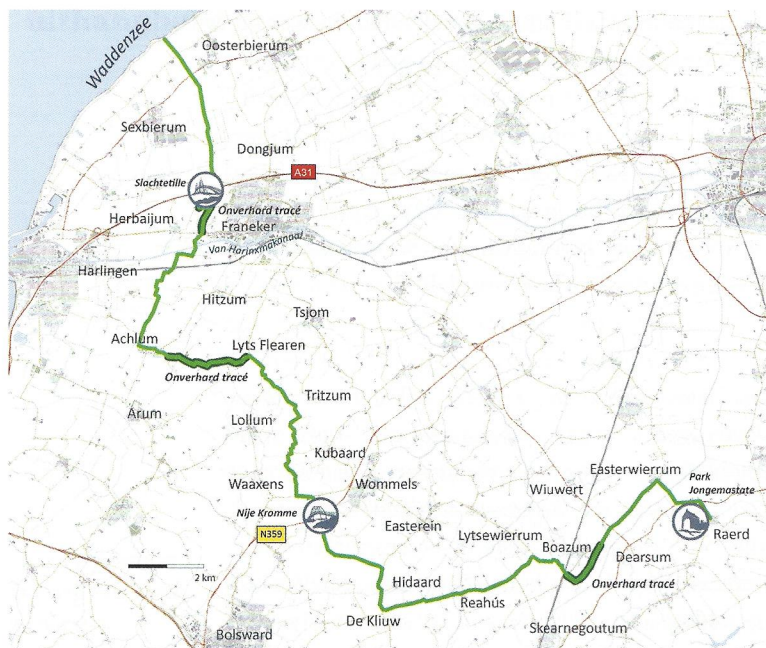 Waddenzee
Oosterbierum
Sexbierum
Dongjum
A31
Slachtetille
Onverhard tracé
Herbaijum
Franeker
Van Harinxmakanaal
Harlingen
Hitzum
Tsjom
Achlum
Lyts Flearen
Onverhard tracé
Tritzum
Arum
Lollum
Kubaard
Easterwierrum
Park
Jongemastate
Waaxens
Wommels
Wiuwert
Nije Kromme
Easterein
Raerd
N359
Lytsewierrum
Boazum
Dearsum
2 km
Hidaard
Onverhard tracé
Reahús
De Kliuw
Bolsward
Skearnegoutum